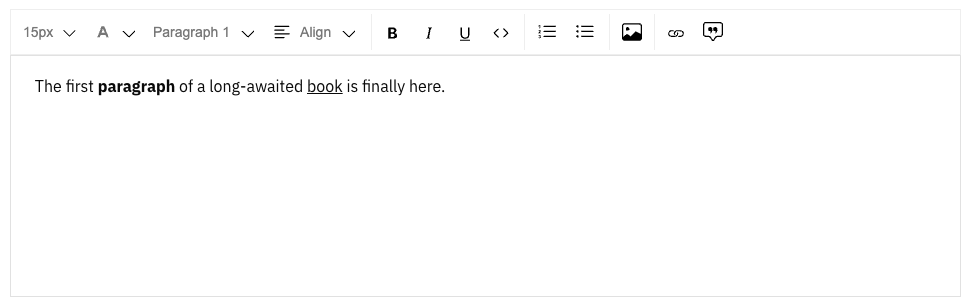 15px A Paragraph 1 Align B I U <>
The first paragraph of a long-awaited book is finally here.